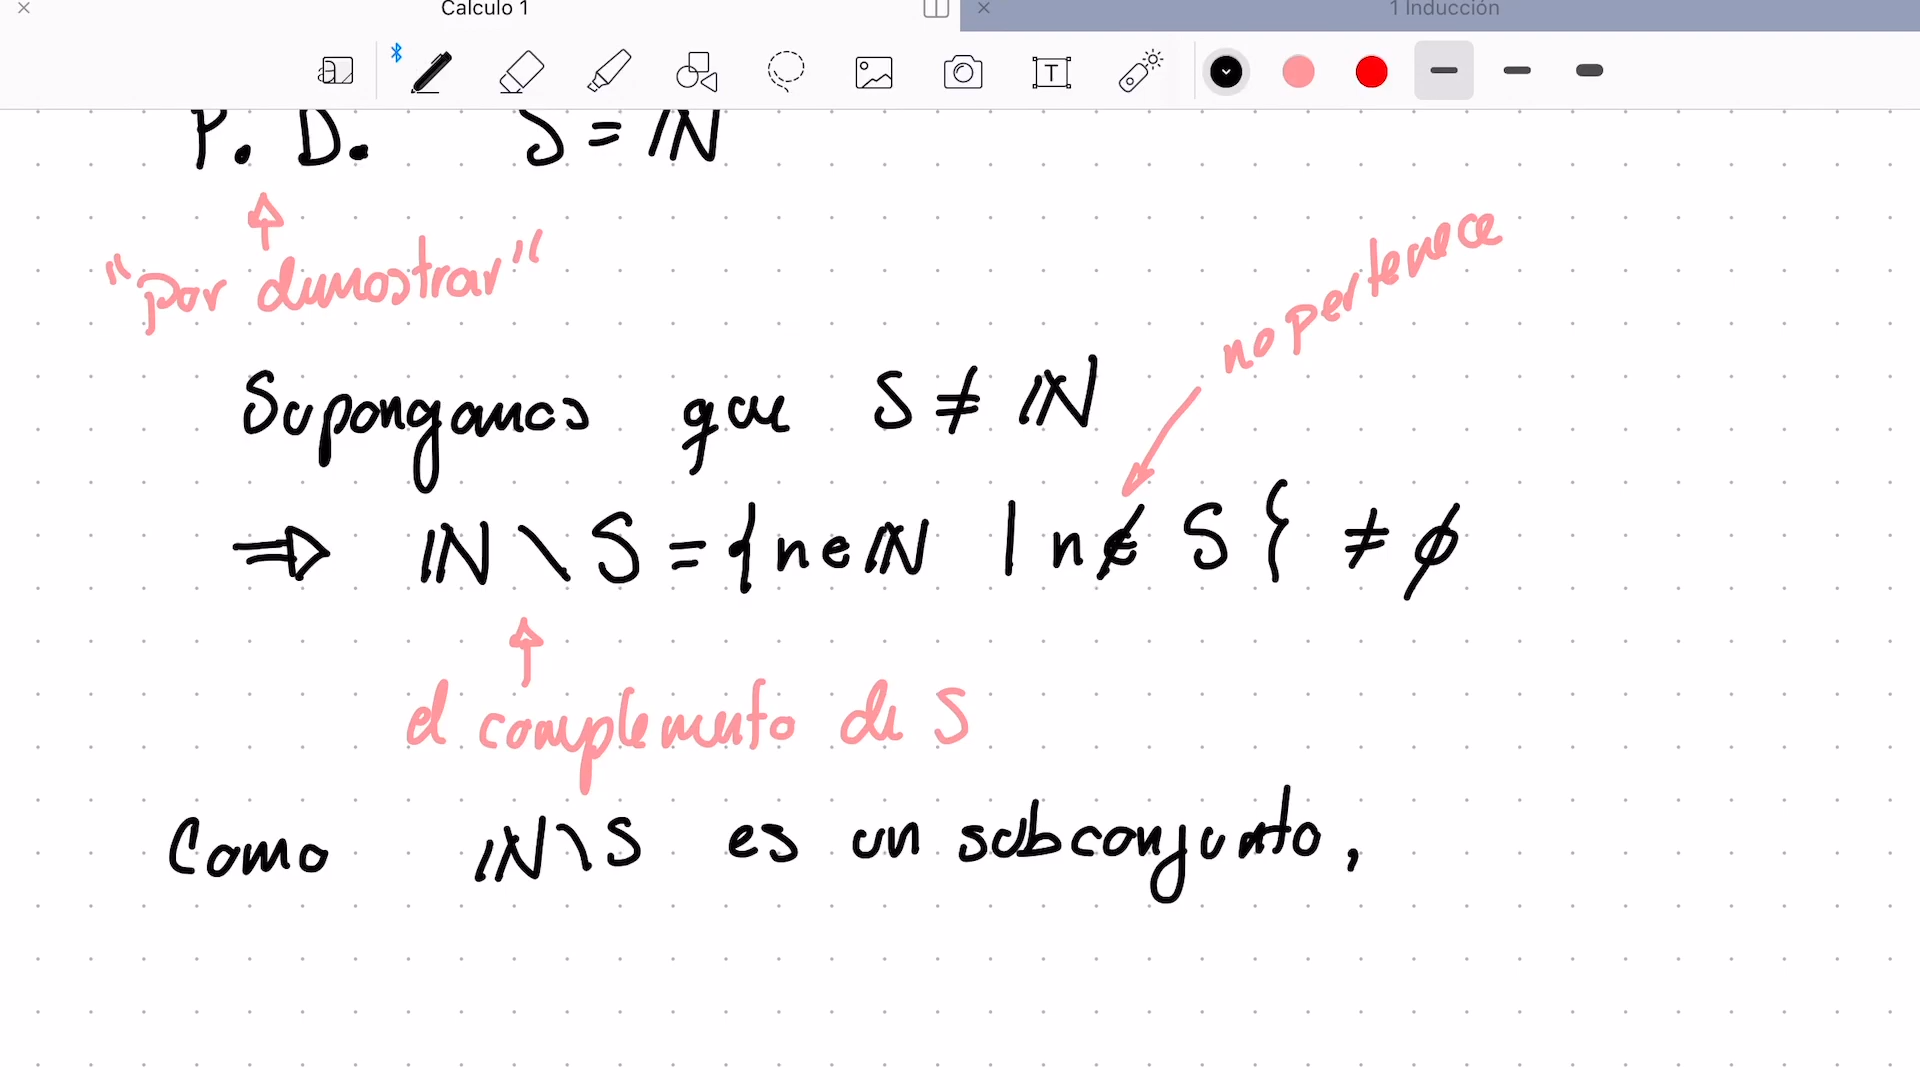 Calculo 1
1 Inducción
P. D. S = ℕ
"por demostrar"
no pertenece
Supongamos que S ≠ ℕ
⇒ ℕ \ S = { n ∈ ℕ | n ∉ S } ≠ ϕ
el complemento de S
Como ℕ \ S es un subconjunto,